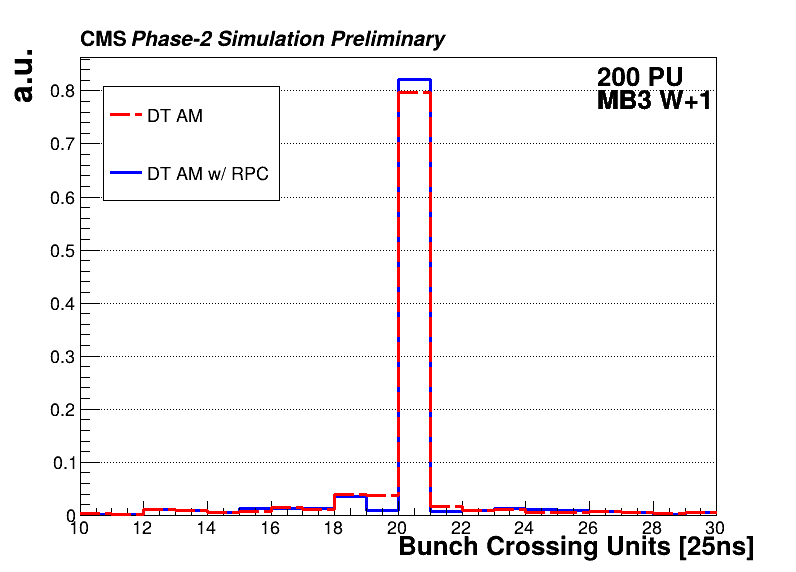 CMS Phase-2 Simulation Preliminary
a.u.
200 PU
MB3 W+1
DT AM
DT AM w/ RPC
0.8
0.7
0.6
0.5
0.4
0.3
0.2
0.1
0
10 12 14 16 18 20 22 24 26 28 30
Bunch Crossing Units [25ns]